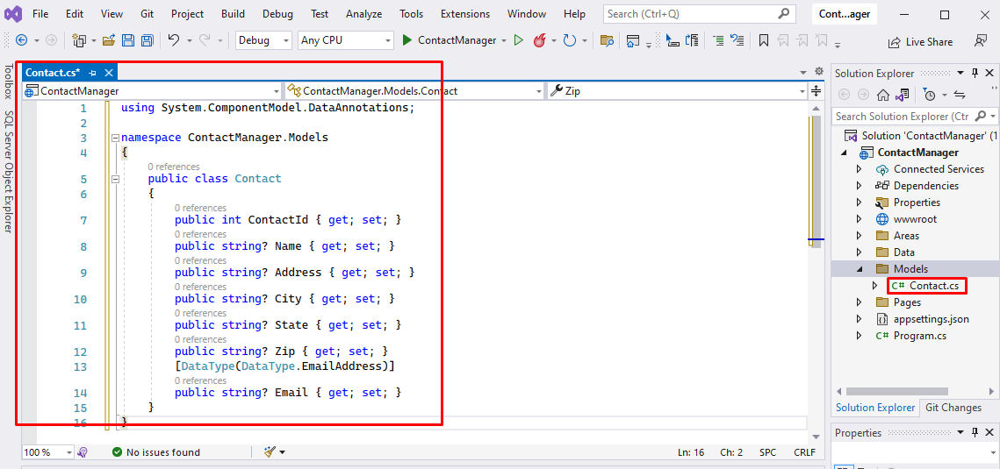 File Edit View Git Project Build Debug Test Analyze Tools Extensions Window Help Search (Ctrl+Q) Cont...ager
Debug Any CPU ContactManager Live Share
Toolbox
SQL Server Object Explorer
Contact.cs*
ContactManager ContactManager.Models.Contact Zip
1 using System.ComponentModel.DataAnnotations;
2
3 namespace ContactManager.Models
4 {
0 references
5 public class Contact
6 {
0 references
7 public int ContactId { get; set; }
0 references
8 public string? Name { get; set; }
0 references
9 public string? Address { get; set; }
0 references
10 public string? City { get; set; }
0 references
11 public string? State { get; set; }
0 references
12 public string? Zip { get; set; }
13 [DataType(DataType.EmailAddress)]
0 references
14 public string? Email { get; set; }
15 }
16 }
100 % No issues found Ln: 16 Ch: 2 SPC CRLF
Solution Explorer
Search Solution Explorer (Ctr
Solution 'ContactManager' (1
ContactManager
Connected Services
Dependencies
Properties
wwwroot
Areas
Data
Models
C# Contact.cs
Pages
appsettings.json
C# Program.cs
Solution Explorer Git Changes
Properties